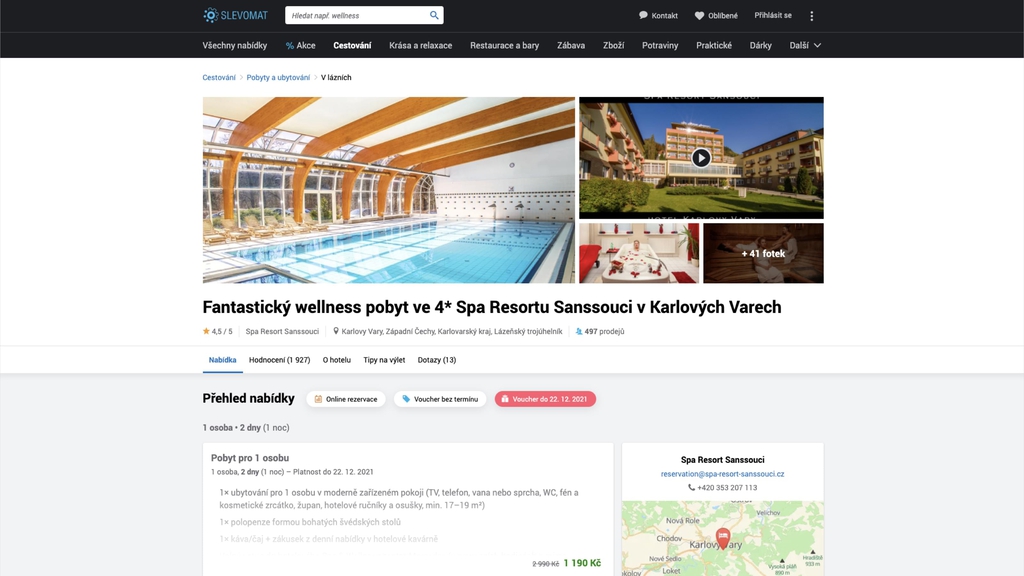 SLEVOMAT
Hledat např. wellness
Kontakt
Oblíbené
Přihlásit se
Všechny nabídky
% Akce
Cestování
Krása a relaxace
Restaurace a bary
Zábava
Zboží
Potraviny
Praktické
Dárky
Další
Cestování > Pobyty a ubytování > V lázních
SPA RESORT SANSSOUCI
HOTEL KARLOVY VARY
+ 41 fotek
Fantastický wellness pobyt ve 4* Spa Resortu Sanssouci v Karlových Varech
4,5 / 5
Spa Resort Sanssouci
Karlovy Vary, Západní Čechy, Karlovarský kraj, Lázeňský trojúhelník
497 prodejů
Nabídka
Hodnocení (1 927)
O hotelu
Tipy na výlet
Dotazy (13)
Přehled nabídky
Online rezervace
Voucher bez termínu
Voucher do 22. 12. 2021
1 osoba • 2 dny (1 noc)
Pobyt pro 1 osobu
1 osoba, 2 dny (1 noc) – Platnost do 22. 12. 2021
1× ubytování pro 1 osobu v moderně zařízeném pokoji (TV, telefon, vana nebo sprcha, WC, fén a
kosmetické zrcátko, župan, hotelové ručníky a osušky, min. 17–19 m²)
1× polopenze formou bohatých švédských stolů
1× káva/čaj + zákusek z denní nabídky v hotelové kavárně
2 990 Kč 1 190 Kč
Spa Resort Sanssouci
reservation@spa-resort-sanssouci.cz
+420 353 207 113
Velichov
Nová Role
Chodov
Karlovy Vary
Hradiště
933 m
Nové Sedlo
Vysoká pláň
800 m
Loket
okolov